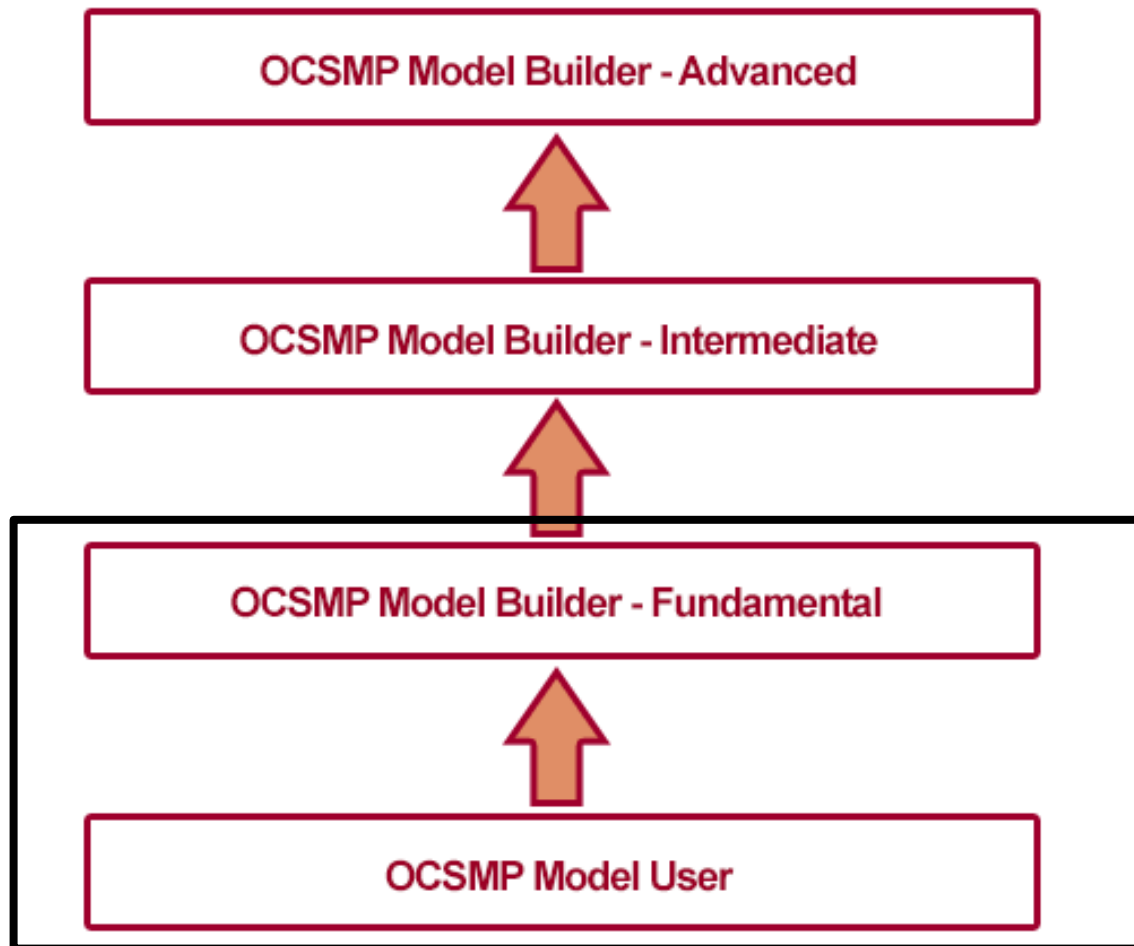 OCSMP Model Builder - Advanced
OCSMP Model Builder - Intermediate
OCSMP Model Builder - Fundamental
OCSMP Model User